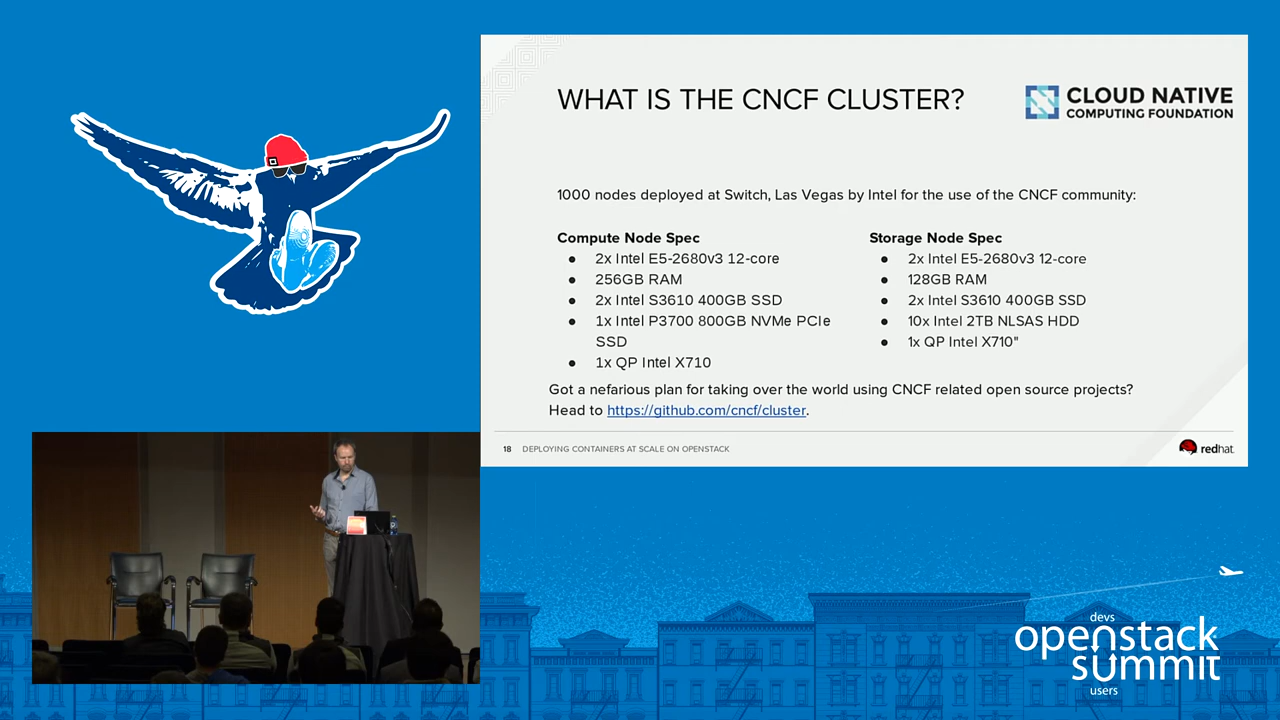 WHAT IS THE CNCF CLUSTER?
CLOUD NATIVE
COMPUTING FOUNDATION
1000 nodes deployed at Switch, Las Vegas by Intel for the use of the CNCF community:
Compute Node Spec
● 2x Intel E5-2680v3 12-core
● 256GB RAM
● 2x Intel S3610 400GB SSD
● 1x Intel P3700 800GB NVMe PCIe
SSD
● 1x QP Intel X710
Storage Node Spec
● 2x Intel E5-2680v3 12-core
● 128GB RAM
● 2x Intel S3610 400GB SSD
● 10x Intel 2TB NLSAS HDD
● 1x QP Intel X710"
Got a nefarious plan for taking over the world using CNCF related open source projects?
Head to https://github.com/cncf/cluster.
18 DEPLOYING CONTAINERS AT SCALE ON OPENSTACK
redhat.
devs
openstack
summit
users